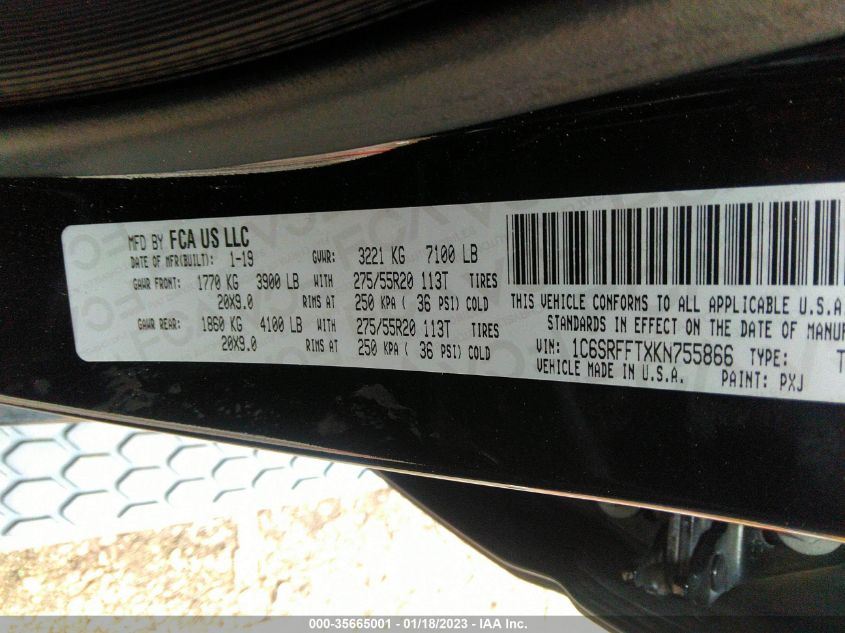 MFD BY FCA US LLC
DATE OF MFR(BUILT): 1-19 GVWR: 3221 KG 7100 LB
GAWR FRONT: 1770 KG 3900 LB WITH 275/55R20 113T TIRES
20X9.0 RIMS AT 250 KPA ( 36 PSI) COLD
GAWR REAR: 1860 KG 4100 LB WITH 275/55R20 113T TIRES
20X9.0 RIMS AT 250 KPA ( 36 PSI) COLD
THIS VEHICLE CONFORMS TO ALL APPLICABLE U.S.A
STANDARDS IN EFFECT ON THE DATE OF MANUF
VIN: 1C6SRFFTXKN755866 TYPE: T
VEHICLE MADE IN U.S.A. PAINT: PXJ
000-35665001 - 01/18/2023 - IAA Inc.